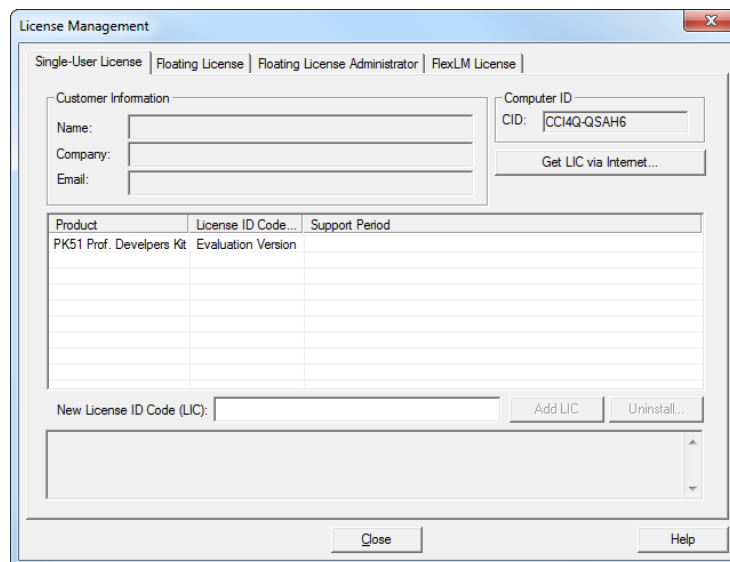 License Management
Single-User License Floating License Floating License Administrator FlexLM License
Customer Information
Name:
Company:
Email:
Computer ID
CID: CCI4Q-QSAH6
Get LIC via Internet...
Product License ID Code... Support Period
PK51 Prof. Develpers Kit Evaluation Version
New License ID Code (LIC): Add LIC Uninstall...
Close Help